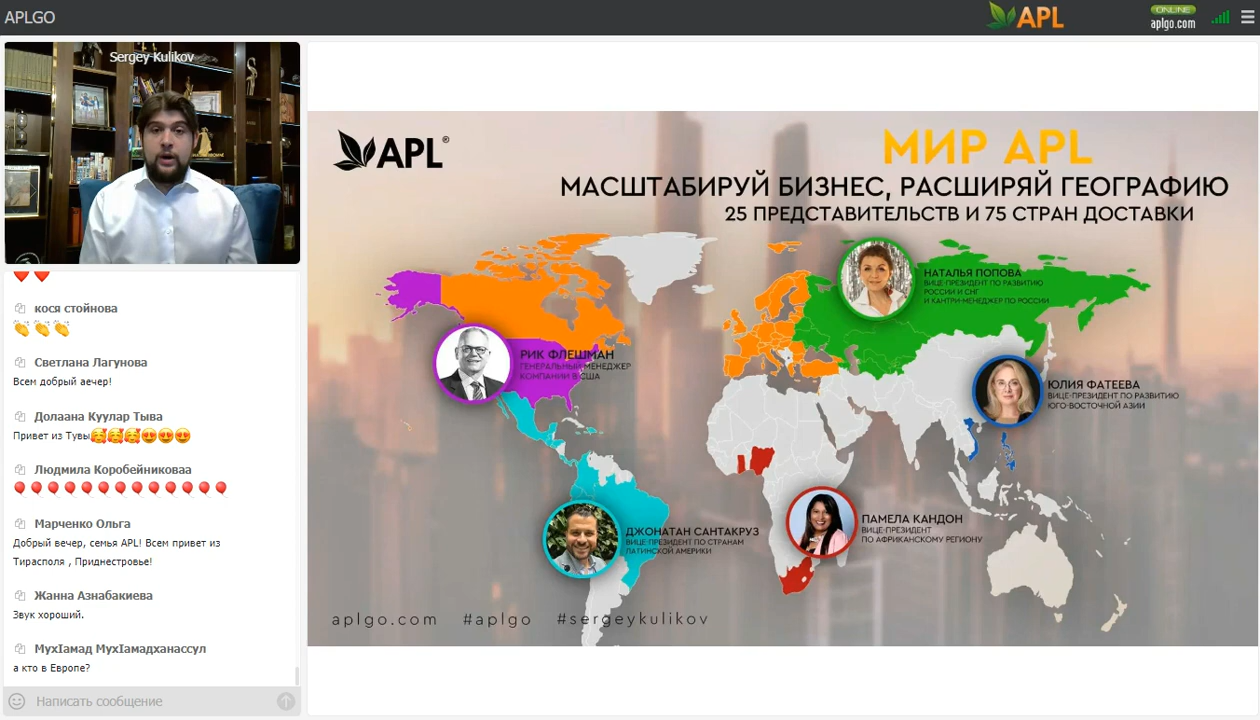 APLGO
APL
ONLINE
aplgo.com
Sergey Kulikov
кося стойнова
Светлана Лагунова
Всем добрый аечер!
Долаана Куулар Тыва
Привет из Тувы
Людмила Коробейниковаа
Марченко Ольга
Добрый вечер, семья APL! Всем привет из
Тирасполя , Приднестровье!
Жанна Азнабакиева
Звук хороший.
МухIамад МухIамадханассул
а кто в Европе?
Написать сообщение
APL®
МИР APL
МАСШТАБИРУЙ БИЗНЕС, РАСШИРЯЙ ГЕОГРАФИЮ
25 ПРЕДСТАВИТЕЛЬСТВ И 75 СТРАН ДОСТАВКИ
НАТАЛЬЯ ПОПОВА
ВИЦЕ-ПРЕЗИДЕНТ ПО РАЗВИТИЮ
РОССИИ И СНГ
И КАНТРИ-МЕНЕДЖЕР ПО РОССИИ
РИК ФЛЕШМАН
ГЕНЕРАЛЬНЫЙ МЕНЕДЖЕР
КОМПАНИИ В США
ЮЛИЯ ФАТЕЕВА
ВИЦЕ-ПРЕЗИДЕНТ ПО РАЗВИТИЮ
ЮГО-ВОСТОЧНОЙ АЗИИ
ДЖОНАТАН САНТАКРУЗ
ВИЦЕ-ПРЕЗИДЕНТ ПО СТРАНАМ
ЛАТИНСКОЙ АМЕРИКИ
ПАМЕЛА КАНДОН
ВИЦЕ-ПРЕЗИДЕНТ
ПО АФРИКАНСКОМУ РЕГИОНУ
aplgo.com #aplgo #sergeykulikov